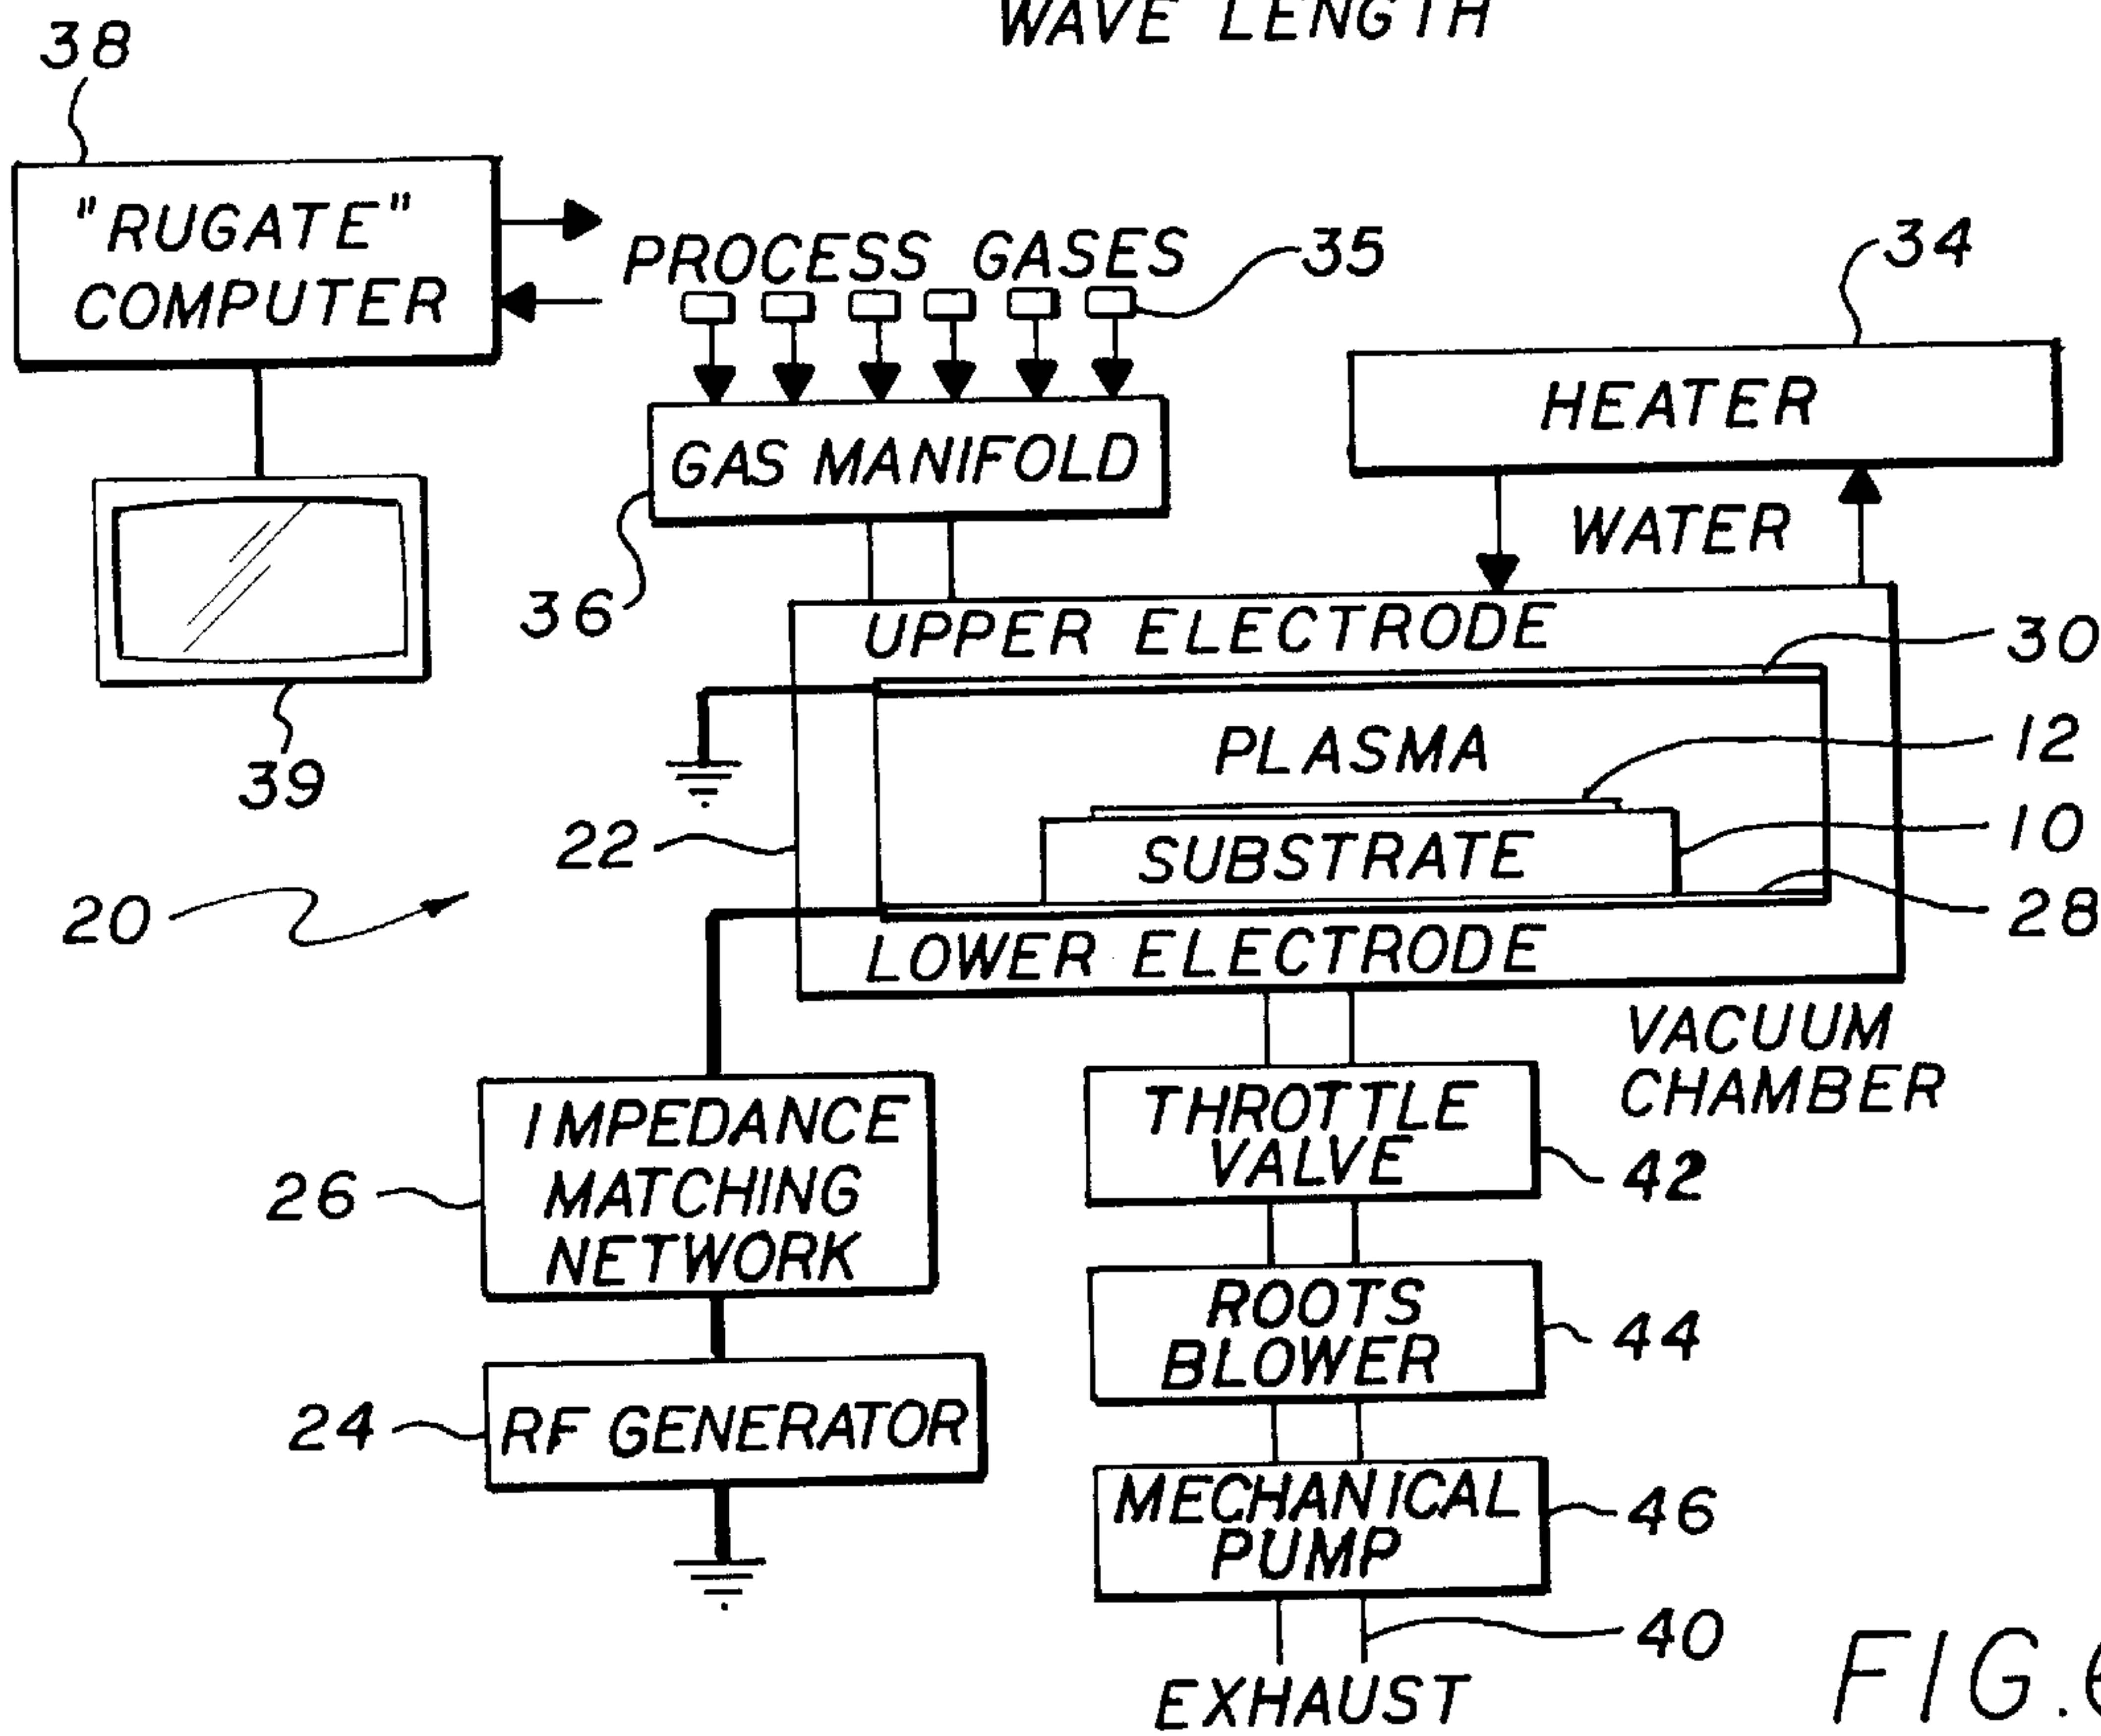 WAVE LENGTH
38
"RUGATE"
COMPUTER
PROCESS GASES
35
34
HEATER
GAS MANIFOLD
WATER
36
UPPER ELECTRODE
30
39
PLASMA
12
22
SUBSTRATE
10
20
28
LOWER ELECTRODE
VACUUM
CHAMBER
IMPEDANCE
MATCHING
NETWORK
26
THROTTLE
VALVE
42
ROOTS
BLOWER
44
24
RF GENERATOR
MECHANICAL
PUMP
46
40
EXHAUST
FIG.